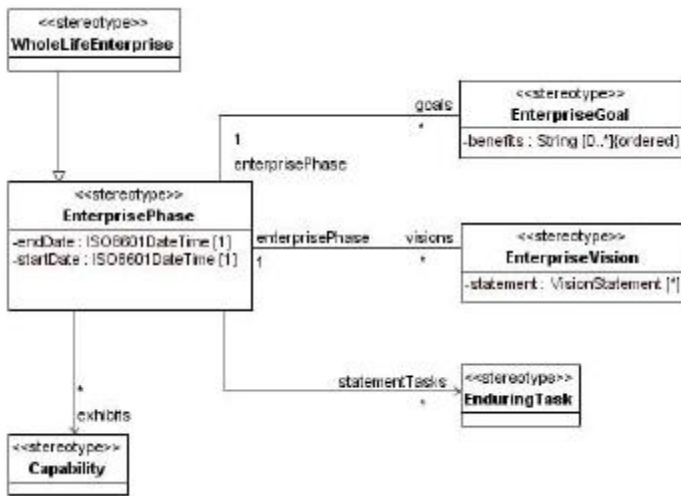 <<stereotype>>
WholeLifeEnterprise
goals
*
1
enterprisePhase
<<stereotype>>
EnterpriseGoal
-benefits : String [0..*]{ordered}
<<stereotype>>
EnterprisePhase
-endDate : ISO8601DateTime [1]
-startDate : ISO8601DateTime [1]
enterprisePhase
1
visions
*
<<stereotype>>
EnterpriseVision
-statement : VisionStatement [*]
statementTasks
*
<<stereotype>>
EnduringTask
*
exhibits
<<stereotype>>
Capability